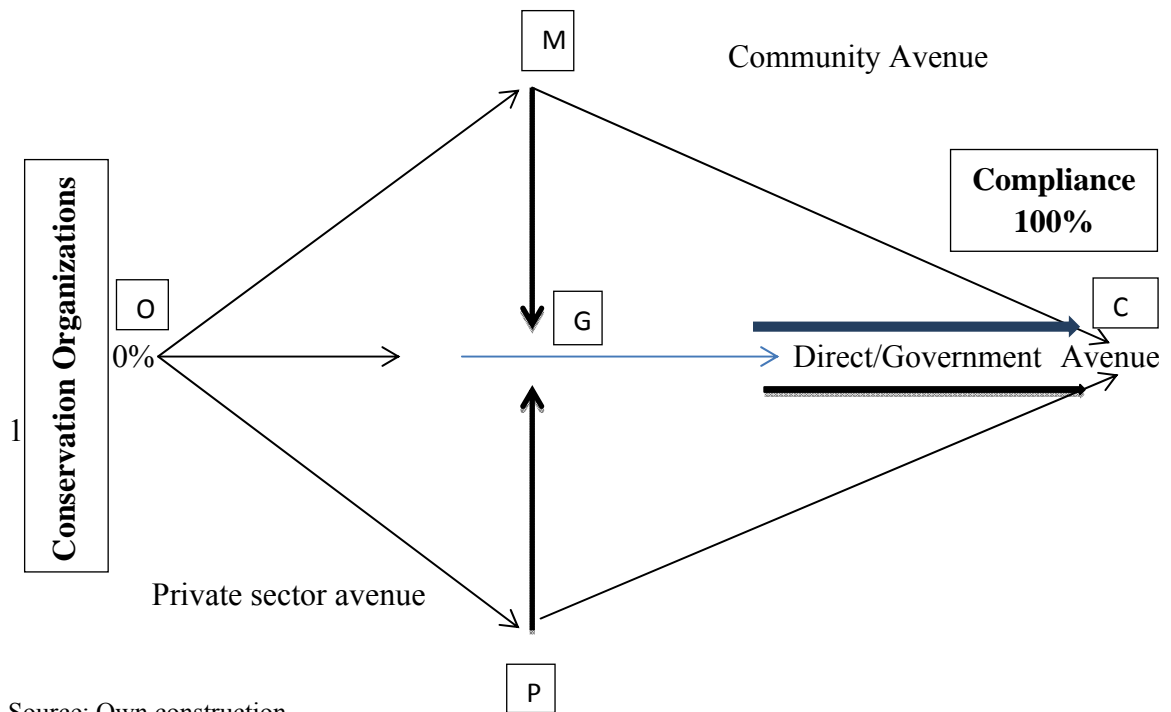 M
Community Avenue
Compliance
100%
Conservation Organizations
O
C
G
0%
Direct/Government Avenue
1
Private sector avenue
P
Source: Own construction